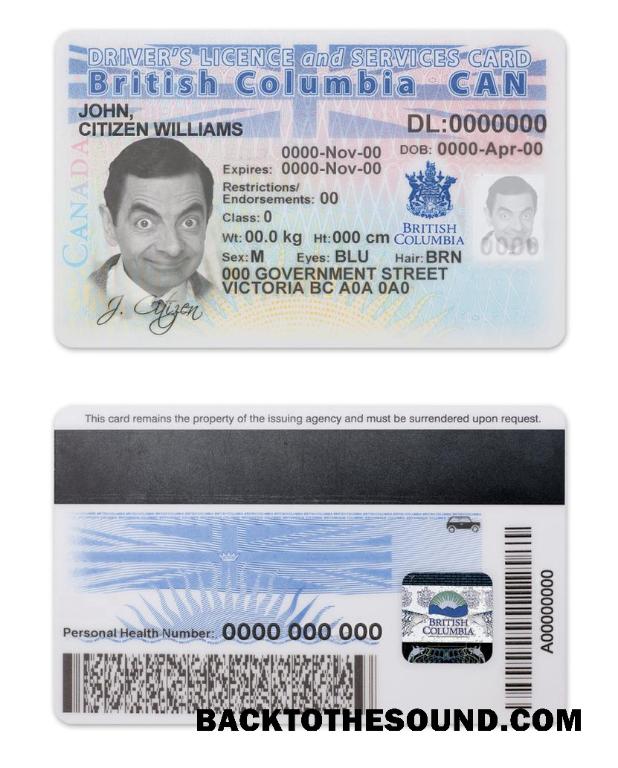 DRIVER'S LICENCE and SERVICES CARD
British Columbia CAN
JOHN,
CITIZEN WILLIAMS
DL:0000000
0000-Nov-00
DOB: 0000-Apr-00
Expires: 0000-Nov-00
Restrictions/
Endorsements: 00
Class: 0
Wt: 00.0 kg Ht: 000 cm
Sex: M Eyes: BLU Hair: BRN
000 GOVERNMENT STREET
VICTORIA BC A0A 0A0
CANADA
BRITISH
COLUMBIA
0000
J. Citizen
This card remains the property of the issuing agency and must be surrendered upon request.
Personal Health Number: 0000 000 000
BRITISH
COLUMBIA
A00000000
BACKTOTHESOUND.COM